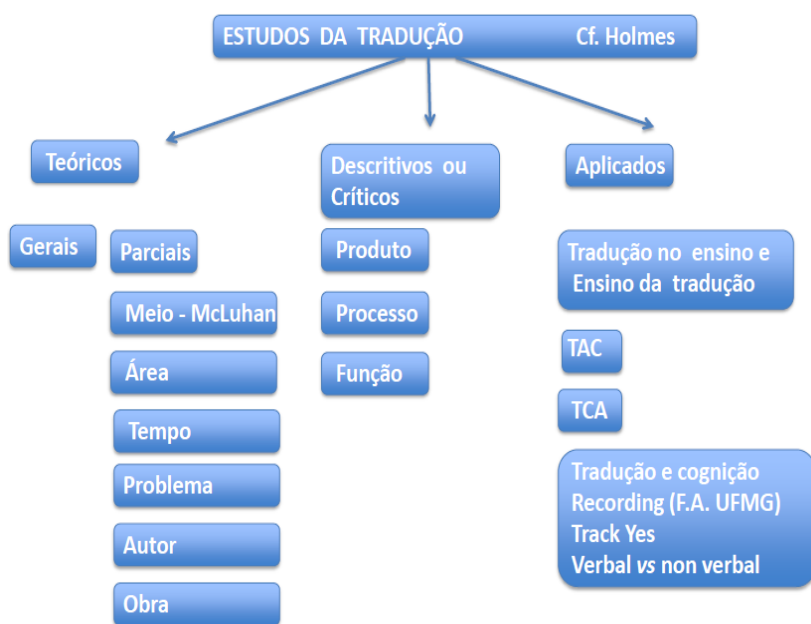 ESTUDOS DA TRADUÇÃO Cf. Holmes
Teóricos
Gerais
Parciais
Meio - McLuhan
Área
Tempo
Problema
Autor
Obra
Descritivos ou
Críticos
Produto
Processo
Função
Aplicados
Tradução no ensino e
Ensino da tradução
TAC
TCA
Tradução e cognição
Recording (F.A. UFMG)
Track Yes
Verbal vs non verbal